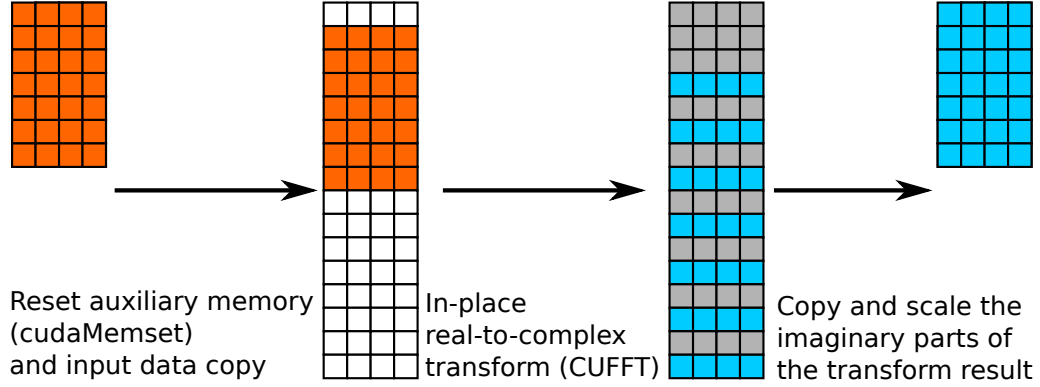 Reset auxiliary memory
(cudaMemset)
and input data copy
In-place
real-to-complex
transform (CUFFT)
Copy and scale the
imaginary parts of
the transform result